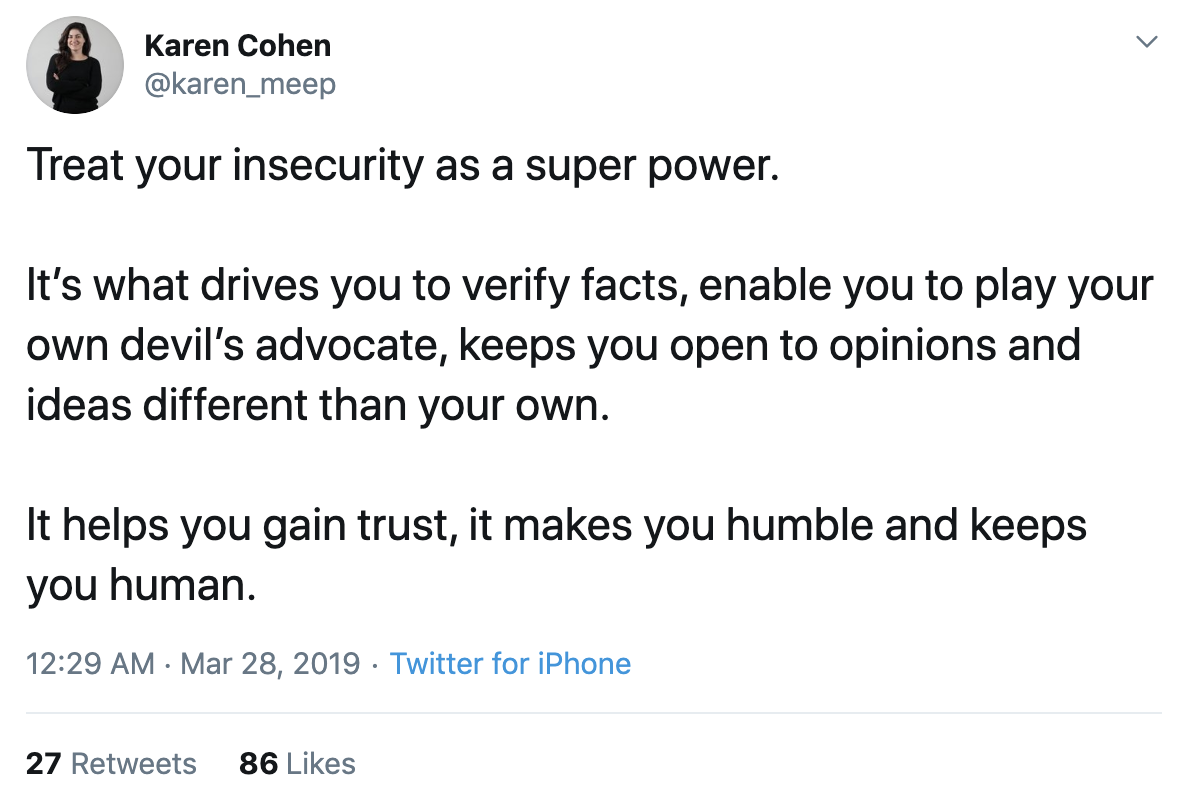 Karen Cohen
@karen_meep
Treat your insecurity as a super power.
It’s what drives you to verify facts, enable you to play your
own devil’s advocate, keeps you open to opinions and
ideas different than your own.
It helps you gain trust, it makes you humble and keeps
you human.
12:29 AM · Mar 28, 2019 · Twitter for iPhone
27 Retweets 86 Likes